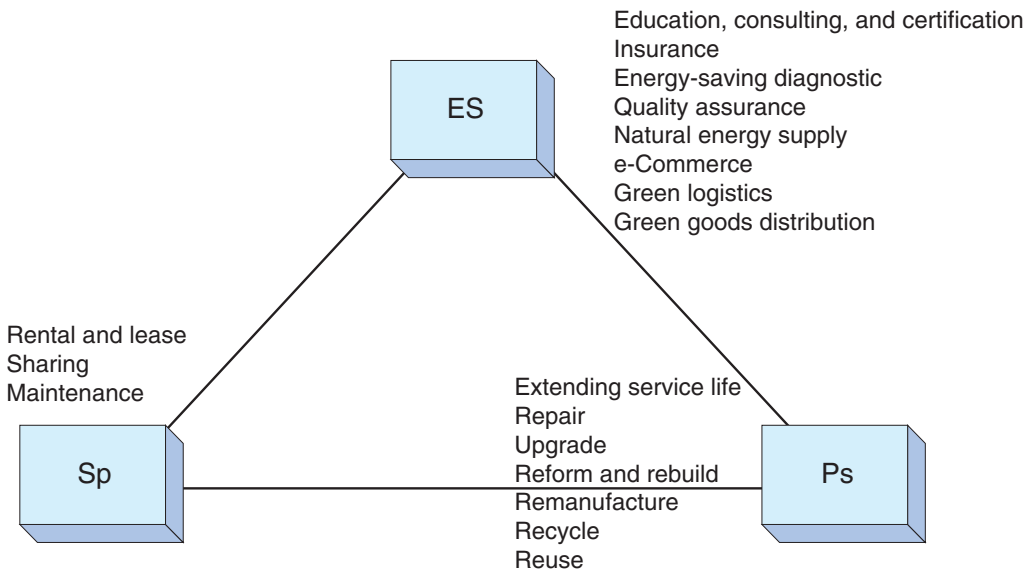 Education, consulting, and certification
Insurance
Energy-saving diagnostic
Quality assurance
Natural energy supply
e-Commerce
Green logistics
Green goods distribution
ES
Rental and lease
Sharing
Maintenance
Sp
Extending service life
Repair
Upgrade
Reform and rebuild
Remanufacture
Recycle
Reuse
Ps